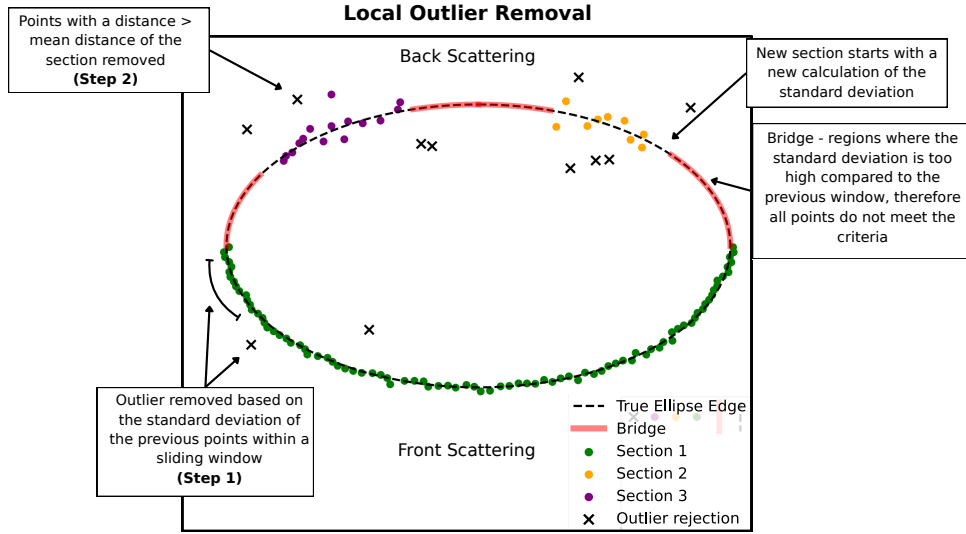 Local Outlier Removal
Points with a distance >
mean distance of the
section removed
(Step 2)
Back Scattering
New section starts with a
new calculation of the
standard deviation
Bridge - regions where the
standard deviation is too
high compared to the
previous window, therefore
all points do not meet the
criteria
Outlier removed based on
the standard deviation of
the previous points within a
sliding window
(Step 1)
Front Scattering
True Ellipse Edge
Bridge
Section 1
Section 2
Section 3
Outlier rejection